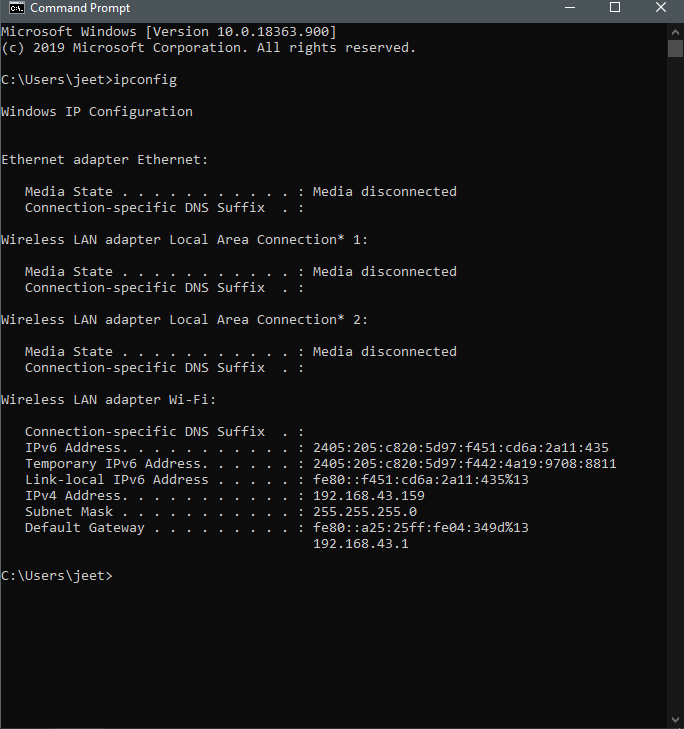 Command Prompt
Microsoft Windows [Version 10.0.18363.900]
(c) 2019 Microsoft Corporation. All rights reserved.
C:\Users\jeet>ipconfig
Windows IP Configuration
Ethernet adapter Ethernet:
   Media State . . . . . . . . . . . : Media disconnected
   Connection-specific DNS Suffix  . :
Wireless LAN adapter Local Area Connection* 1:
   Media State . . . . . . . . . . . : Media disconnected
   Connection-specific DNS Suffix  . :
Wireless LAN adapter Local Area Connection* 2:
   Media State . . . . . . . . . . . : Media disconnected
   Connection-specific DNS Suffix  . :
Wireless LAN adapter Wi-Fi:
   Connection-specific DNS Suffix  . :
   IPv6 Address. . . . . . . . . . . : 2405:205:c820:5d97:f451:cd6a:2a11:435
   Temporary IPv6 Address. . . . . . : 2405:205:c820:5d97:f442:4a19:9708:8811
   Link-local IPv6 Address . . . . . : fe80::f451:cd6a:2a11:435%13
   IPv4 Address. . . . . . . . . . . : 192.168.43.159
   Subnet Mask . . . . . . . . . . . : 255.255.255.0
   Default Gateway . . . . . . . . . : fe80::a25:25ff:fe04:349d%13
                                       192.168.43.1
C:\Users\jeet>